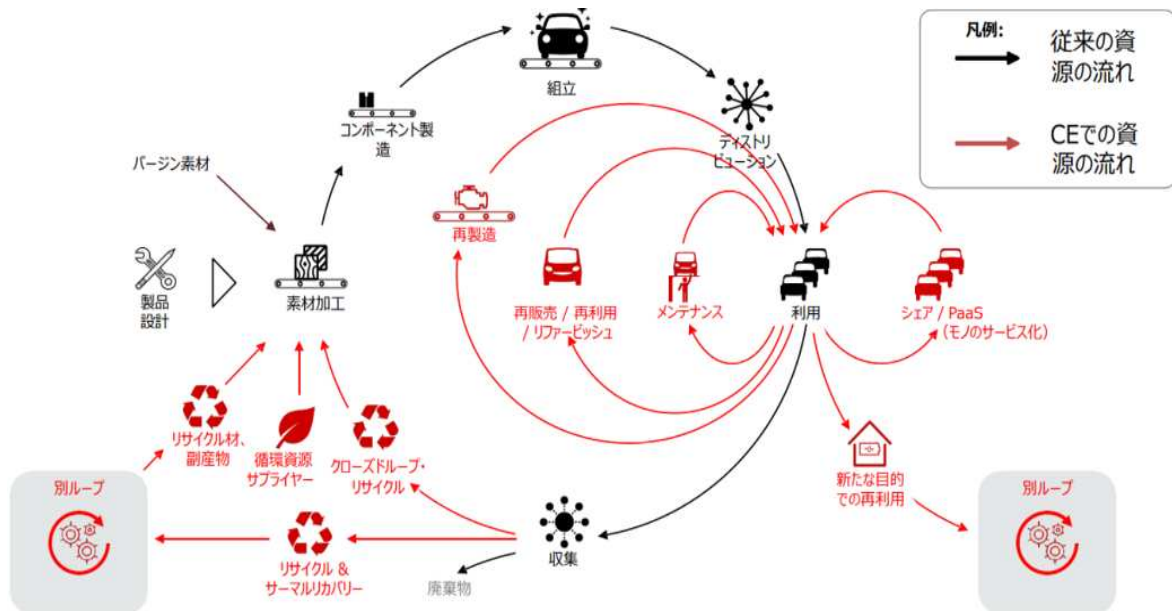 凡例:
従来の資
源の流れ
CEでの資
源の流れ
組立
コンポーネント製
造
ディストリ
ビューション
バージン素材
再製造
製品
設計
素材加工
再販売 / 再利用
/ リファービッシュ
メンテナンス
利用
シェア / PaaS
(モノのサービス化)
リサイクル材、
副産物
循環資源
サプライヤー
クローズドループ・
リサイクル
新たな目的
での再利用
別ループ
別ループ
リサイクル &
サーマルリカバリー
収集
廃棄物